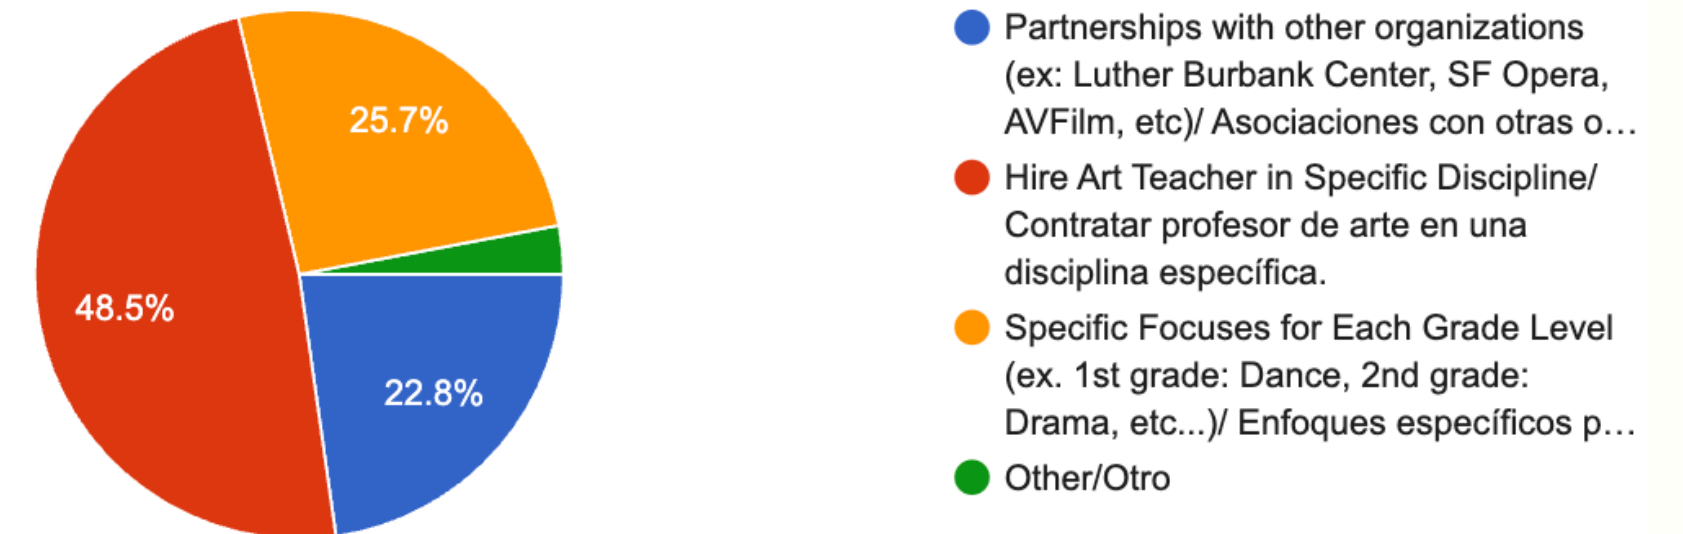 25.7%
48.5%
22.8%
Partnerships with other organizations
(ex: Luther Burbank Center, SF Opera,
AVFilm, etc)/ Asociaciones con otras o…
Hire Art Teacher in Specific Discipline/
Contratar profesor de arte en una
disciplina específica.
Specific Focuses for Each Grade Level
(ex. 1st grade: Dance, 2nd grade:
Drama, etc...)/ Enfoques específicos p…
Other/Otro